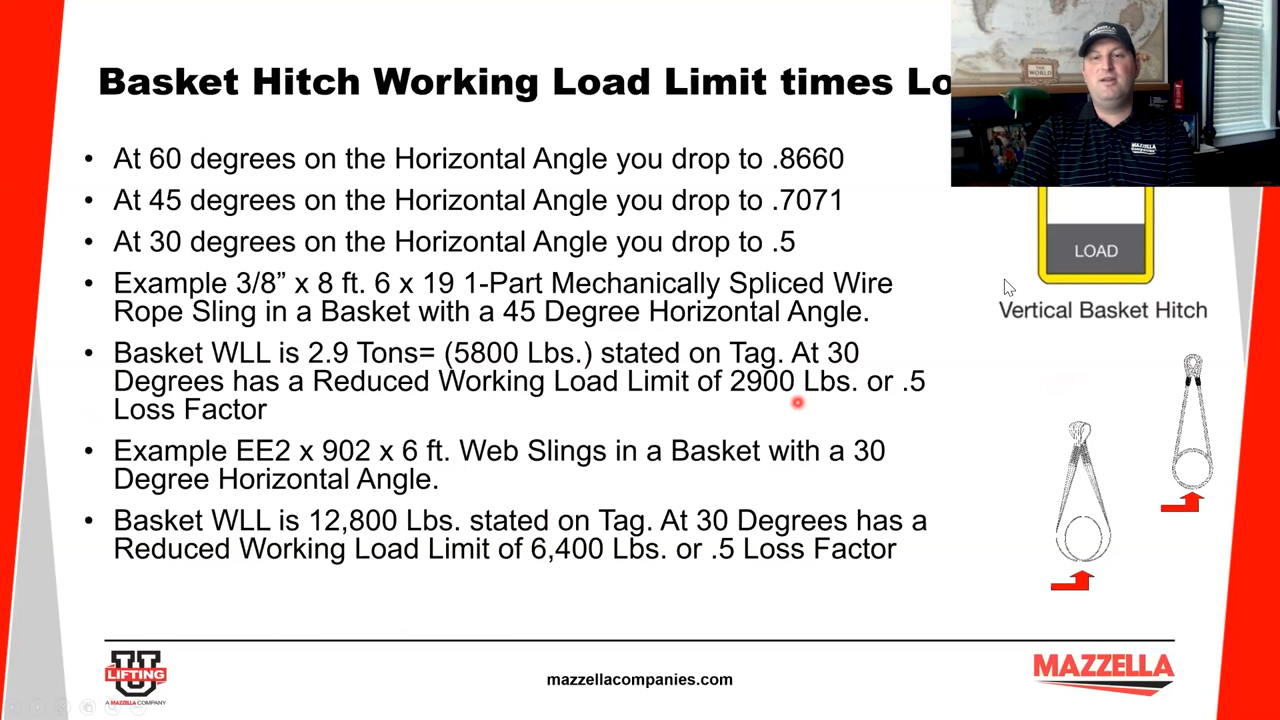 Basket Hitch Working Load Limit times Lo
• At 60 degrees on the Horizontal Angle you drop to .8660
• At 45 degrees on the Horizontal Angle you drop to .7071
• At 30 degrees on the Horizontal Angle you drop to .5
• Example 3/8” x 8 ft. 6 x 19 1-Part Mechanically Spliced Wire
Rope Sling in a Basket with a 45 Degree Horizontal Angle.
• Basket WLL is 2.9 Tons= (5800 Lbs.) stated on Tag. At 30
Degrees has a Reduced Working Load Limit of 2900 Lbs. or .5
Loss Factor
• Example EE2 x 902 x 6 ft. Web Slings in a Basket with a 30
Degree Horizontal Angle.
• Basket WLL is 12,800 Lbs. stated on Tag. At 30 Degrees has a
Reduced Working Load Limit of 6,400 Lbs. or .5 Loss Factor
THE
WORLD
MAZZELLA
LOAD
Vertical Basket Hitch
U
LIFTING
A MAZZELLA COMPANY
mazzellacompanies.com
MAZZELLA